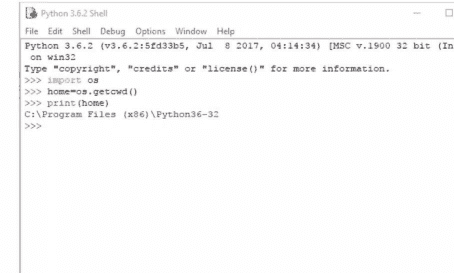 Python 3.6.2 Shell
File Edit Shell Debug Options Window Help
Python 3.6.2 (v3.6.2:5fd33b5, Jul  8 2017, 04:14:34) [MSC v.1900 32 bit (In
 on win32
Type "copyright", "credits" or "license()" for more information.
>>> import os
>>> home=os.getcwd()
>>> print(home)
C:\Program Files (x86)\Python36-32
>>>